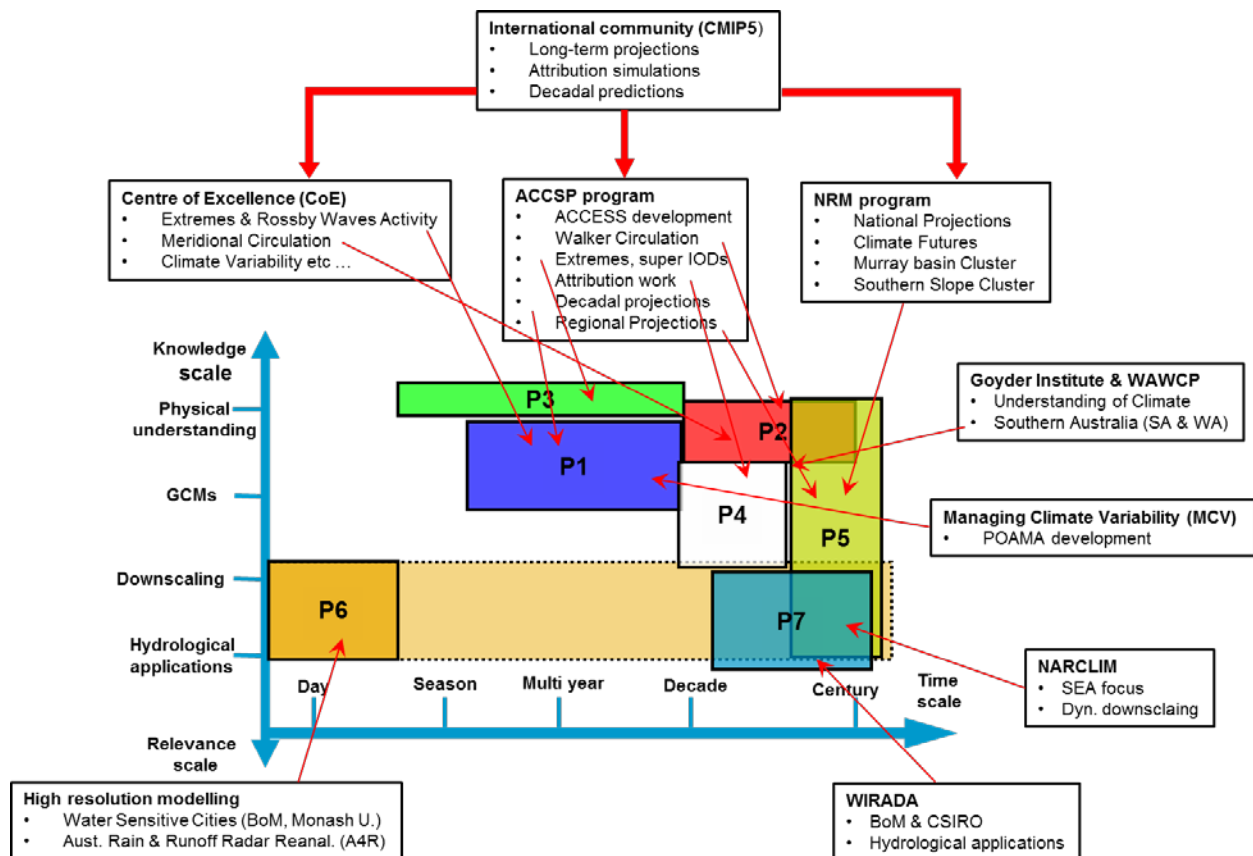 International community (CMIP5)
• Long-term projections
• Attribution simulations
• Decadal predictions
Centre of Excellence (CoE)
• Extremes & Rossby Waves Activity
• Meridional Circulation
• Climate Variability etc ...
ACCSP program
• ACCESS development
• Walker Circulation
• Extremes, super IODs
• Attribution work
• Decadal projections
• Regional Projections
NRM program
• National Projections
• Climate Futures
• Murray basin Cluster
• Southern Slope Cluster
Knowledge
scale
Physical
understanding
GCMs
Downscaling
Hydrological
applications
Relevance
scale
P3
P2
P1
P4
P5
P6
P7
Day
Season
Multi year
Decade
Century
Time
scale
Goyder Institute & WAWCP
• Understanding of Climate
• Southern Australia (SA & WA)
Managing Climate Variability (MCV)
• POAMA development
NARCLIM
• SEA focus
• Dyn. downsclaing
High resolution modelling
• Water Sensitive Cities (BoM, Monash U.)
• Aust. Rain & Runoff Radar Reanal. (A4R)
WIRADA
• BoM & CSIRO
• Hydrological applications